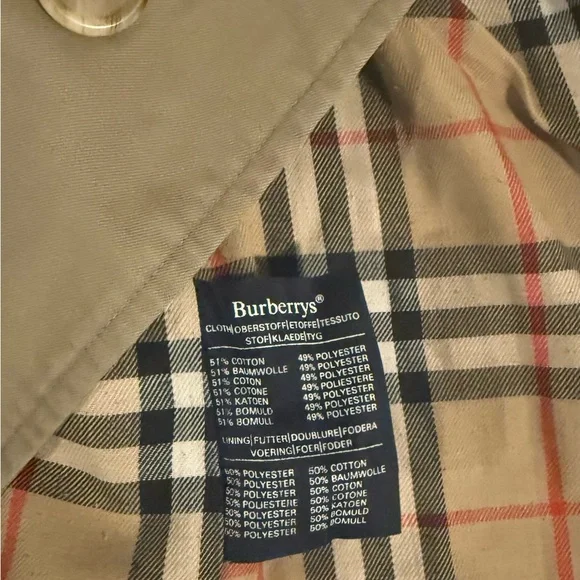 Burberrys®
CLOTH|OBERSTOFF|ETOFFE|TESSUTO
STOF|KLAEDE|TYG
51% COTTON 49% POLYESTER
51% BAUMWOLLE 49% POLYESTER
51% COTON 49% POLYESTER
51% COTONE 49% POLIESTERE
51% KATOEN 49% POLYESTER
51% BOMULD 49% POLYESTER
51% BOMULL 49% POLYESTER
LINING|FUTTER|DOUBLURE|FODERA
VOERING|FOER|FODER
50% POLYESTER 50% COTTON
50% POLYESTER 50% BAUMWOLLE
50% POLYESTER 50% COTON
50% POLIESTERE 50% COTONE
50% POLYESTER 50% KATOEN
50% POLYESTER 50% BOMULD
50% POLYESTER 50% BOMULL